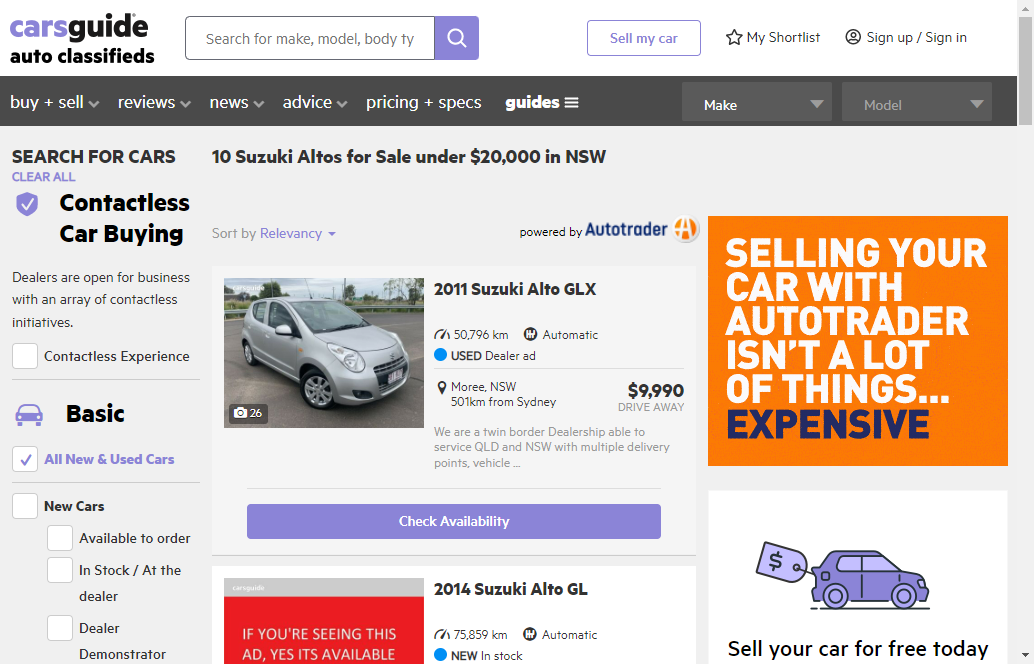 carsguide
auto classifieds
Search for make, model, body ty
Sell my car
My Shortlist
Sign up / Sign in
buy + sell
reviews
news
advice
pricing + specs
guides
Make
Model
SEARCH FOR CARS
CLEAR ALL
Contactless
Car Buying
Dealers are open for business
with an array of contactless
initiatives.
Contactless Experience
Basic
All New & Used Cars
New Cars
Available to order
In Stock / At the
dealer
Dealer
Demonstrator
10 Suzuki Altos for Sale under $20,000 in NSW
Sort by Relevancy
powered by Autotrader
carsguide
26
2011 Suzuki Alto GLX
50,796 km
Automatic
USED Dealer ad
Moree, NSW
501km from Sydney
$9,990
DRIVE AWAY
We are a twin border Dealership able to
service QLD and NSW with multiple delivery
points, vehicle ...
Check Availability
carsguide
IF YOU'RE SEEING THIS
AD, YES ITS AVAILABLE
2014 Suzuki Alto GL
75,859 km
Automatic
NEW In stock
SELLING YOUR
CAR WITH
AUTOTRADER
ISN'T A LOT
OF THINGS...
EXPENSIVE
$
Sell your car for free today